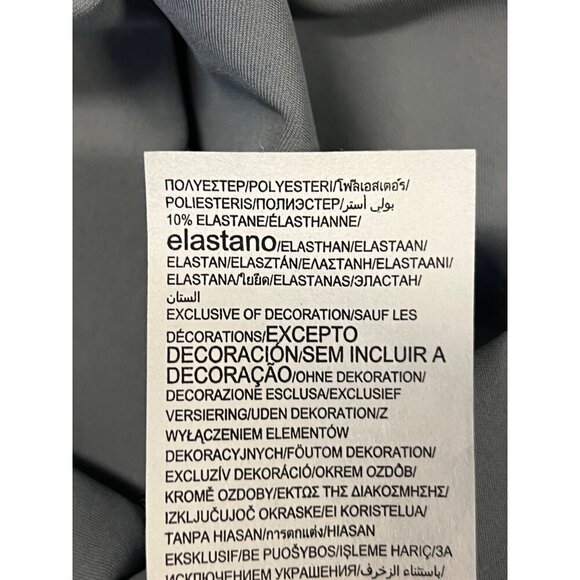 ΠΟΛΥΕΣΤΕΡ/POLYESTERI/โพลีเอสเตอร์/
POLIESTERIS/ПОЛИЭСТЕР/بولي أستر/
10% ELASTANE/ÉLASTHANNE/
elastano/ELASTHAN/ELASTAAN/
ELASTAN/ELASZTÁN/ΕΛΑΣΤΑΝΗ/ELASTAANI/
ELASTANA/ใยยืด/ELASTANAS/ЭЛАСТАН/
الستان
EXCLUSIVE OF DECORATION/SAUF LES
DÉCORATIONS/EXCEPTO
DECORACIÓN/SEM INCLUIR A
DECORAÇÃO/OHNE DEKORATION/
DECORAZIONE ESCLUSA/EXCLUSIEF
VERSIERING/UDEN DEKORATION/Z
WYŁĄCZENIEM ELEMENTÓW
DEKORACYJNYCH/FÖUTOM DEKORATION/
EXCLUZÍV DEKORÁCIÓ/OKREM OZDÔB/
KROMĚ OZDOBY/ΕΚΤΩΣ ΤΗΣ ΔΙΑΚΟΣΜΗΣΗΣ/
IZKLJUČUJOČ OKRASKE/EI KORISTELUA/
TANPA HIASAN/การตกแต่ง/HIASAN
EKSKLUSIF/BE PUOŠYBOS/IŞLEME HARİÇ/ЗА
ИСКЛЮЧЕНИЕМ УКРАШЕНИЯ/باستثناء الزخرف/